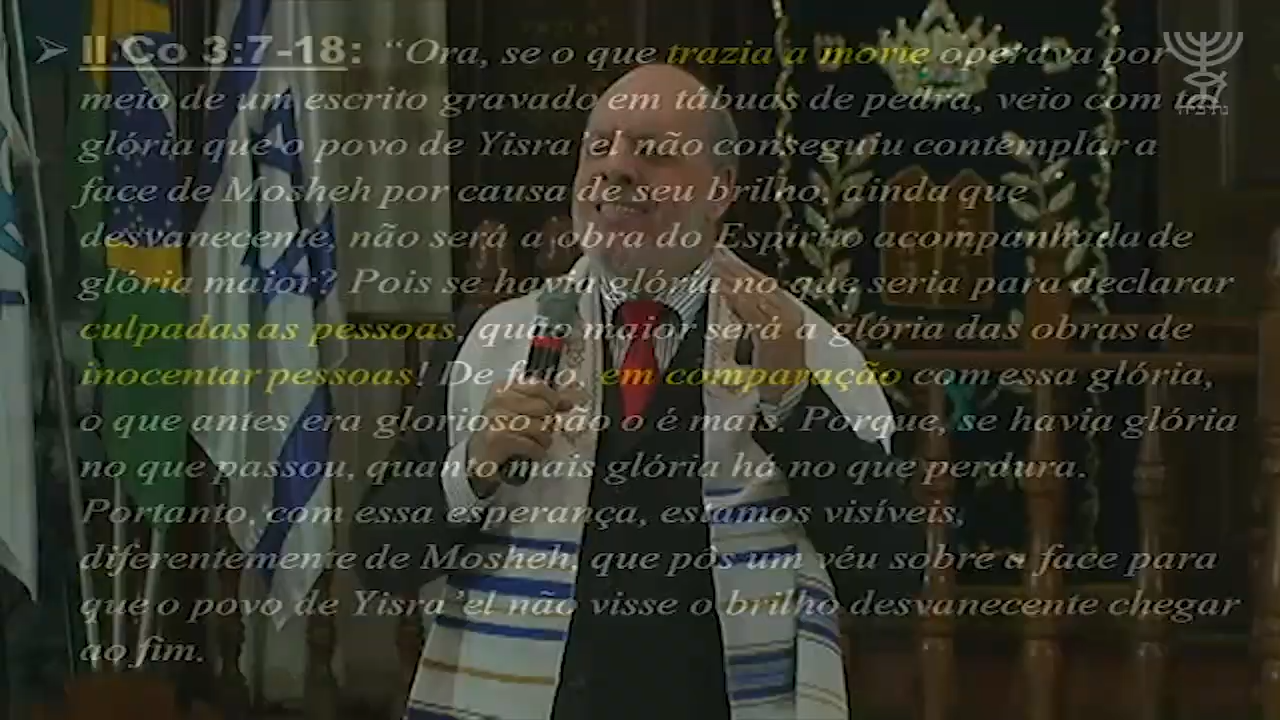 ➢ II Co 3:7-18: “Ora, se o que trazia a morte operava por
meio de um escrito gravado em tábuas de pedra, veio com tal
glória que o povo de Yisra’el não conseguiu contemplar a
face de Mosheh por causa de seu brilho, ainda que
desvanecente, não será a obra do Espírito acompanhada de
glória maior? Pois se havia glória no que seria para declarar
culpadas as pessoas, quão maior será a glória das obras de
inocentar pessoas! De fato, em comparação com essa glória,
o que antes era glorioso não o é mais. Porque, se havia glória
no que passou, quanto mais glória há no que perdura.
Portanto, com essa esperança, estamos visíveis,
diferentemente de Mosheh, que pôs um véu sobre a face para
que o povo de Yisra’el não visse o brilho desvanecente chegar
ao fim.